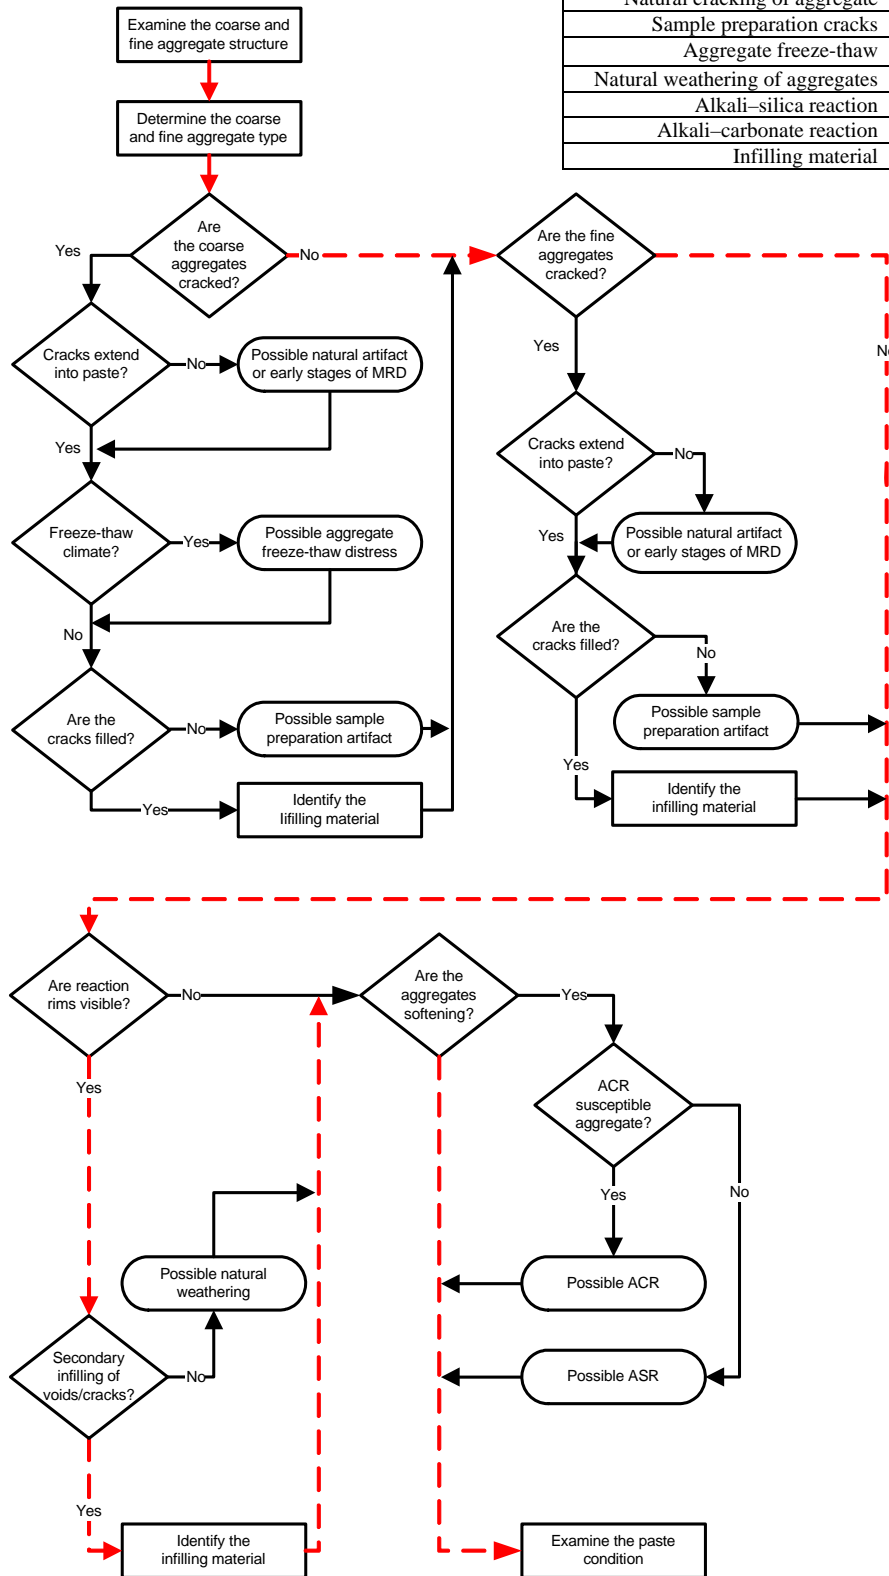 Natural cracking of aggregate
Sample preparation cracks
Aggregate freeze-thaw
Natural weathering of aggregates
Alkali–silica reaction
Alkali–carbonate reaction
Infilling material
Examine the coarse and
fine aggregate structure
Determine the coarse
and fine aggregate type
Are
the coarse
aggregates
cracked?
Yes
No
Are the fine
aggregates
cracked?
No
Yes
Cracks extend
into paste?
No
Possible natural artifact
or early stages of MRD
Yes
Freeze-thaw
climate?
Yes
Possible aggregate
freeze-thaw distress
No
Are the
cracks filled?
No
Possible sample
preparation artifact
Yes
Identify the
Iifilling material
Cracks extend
into paste?
No
Possible natural artifact
or early stages of MRD
Yes
Are the
cracks filled?
No
Possible sample
preparation artifact
Yes
Identify the
infilling material
Are reaction
rims visible?
No
Yes
Are the
aggregates
softening?
Yes
ACR
susceptible
aggregate?
Yes
No
Possible ACR
Possible ASR
Possible natural
weathering
Secondary
infilling of
voids/cracks?
No
Yes
Identify the
infilling material
Examine the paste
condition